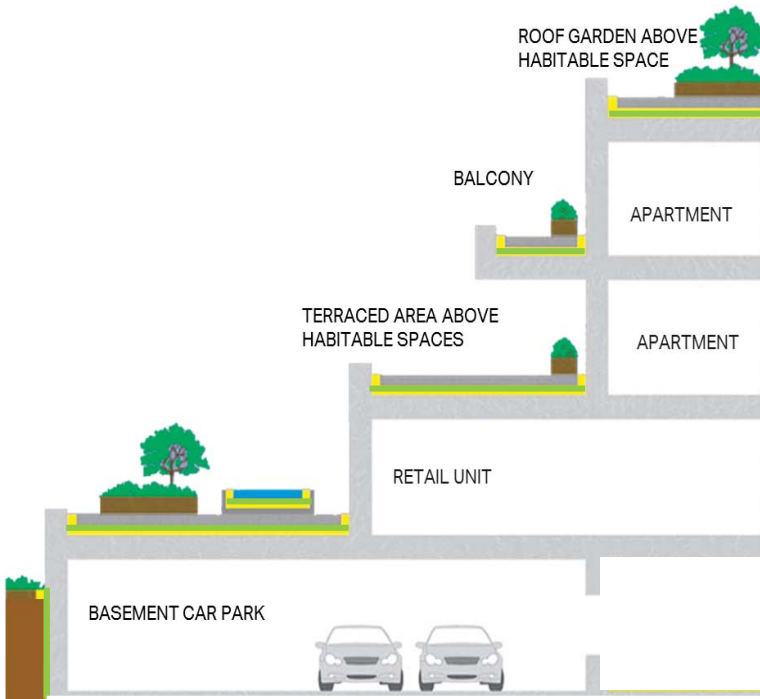 ROOF GARDEN ABOVE
HABITABLE SPACE
BALCONY
APARTMENT
TERRACED AREA ABOVE
HABITABLE SPACES
APARTMENT
RETAIL UNIT
BASEMENT CAR PARK